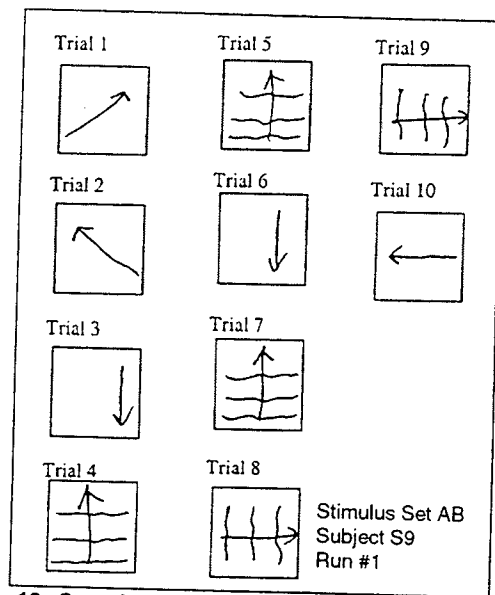 Trial 1
Trial 5
Trial 9
Trial 2
Trial 6
Trial 10
Trial 3
Trial 7
Trial 4
Trial 8
Stimulus Set AB
Subject S9
Run #1